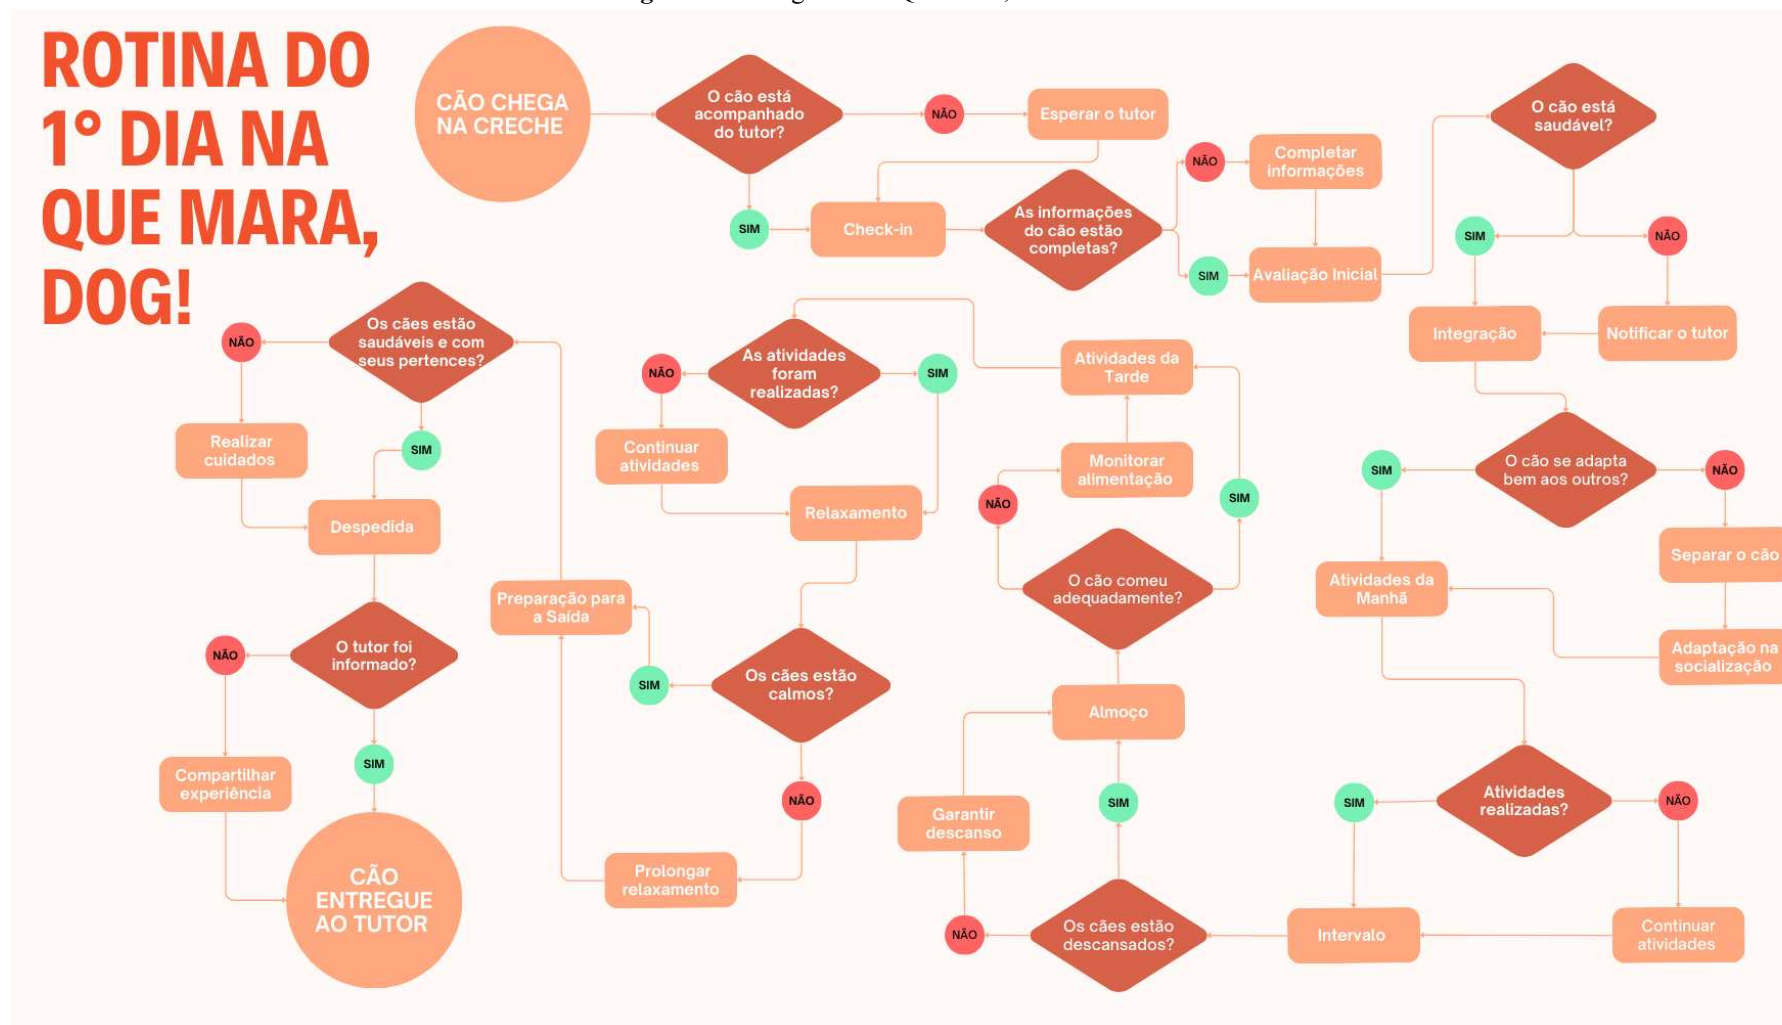 ROTINA DO
1° DIA NA
QUE MARA,
DOG!
CÃO CHEGA
NA CRECHE
O cão está
acompanhado
do tutor?
NÃO
Esperar o tutor
SIM
Check-in
As informações
do cão estão
completas?
NÃO
Completar
informações
SIM
Avaliação Inicial
O cão está
saudável?
SIM
NÃO
Integração
Notificar o tutor
O cão se adapta
bem aos outros?
SIM
NÃO
Separar o cão
Adaptação na
socialização
Atividades da
Manhã
Atividades
realizadas?
SIM
NÃO
Continuar
atividades
Intervalo
Os cães estão
descansados?
NÃO
Garantir
descanso
SIM
Almoço
O cão comeu
adequadamente?
NÃO
SIM
Monitorar
alimentação
Atividades da
Tarde
As atividades
foram
realizadas?
NÃO
SIM
Continuar
atividades
Relaxamento
Os cães estão
calmos?
SIM
NÃO
Prolongar
relaxamento
Preparação para
a Saída
Os cães estão
saudáveis e com
seus pertences?
NÃO
SIM
Realizar
cuidados
Despedida
O tutor foi
informado?
NÃO
SIM
Compartilhar
experiência
CÃO
ENTREGUE
AO TUTOR